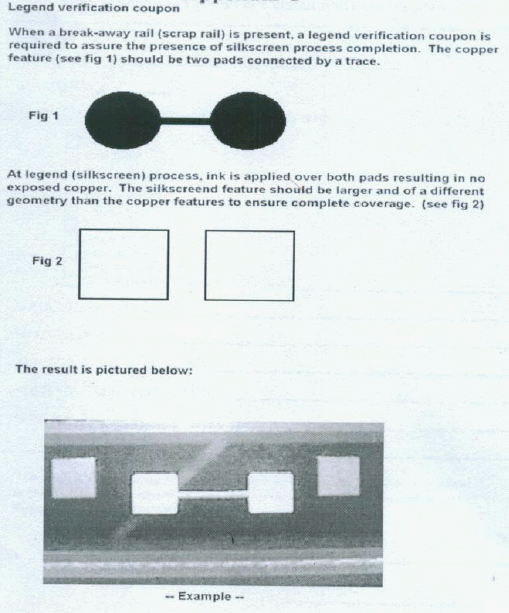 Legend verification coupon
When a break-away rail (scrap rail) is present, a legend verification coupon is
required to assure the presence of silkscreen process completion. The copper
feature (see fig 1) should be two pads connected by a trace.
Fig 1
At legend (silkscreen) process, ink is applied over both pads resulting in no
exposed copper. The silkscreend feature should be larger and of a different
geometry than the copper features to ensure complete coverage. (see fig 2)
Fig 2
The result is pictured below:
-- Example --